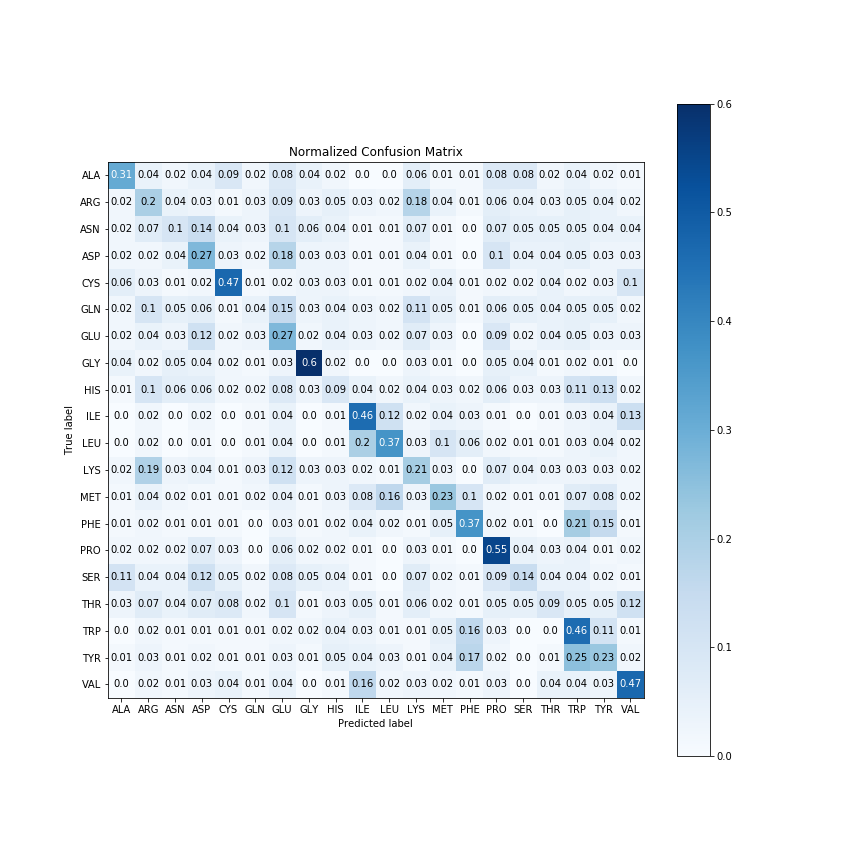 Normalized Confusion Matrix
ALA 0.31 0.04 0.02 0.04 0.09 0.02 0.08 0.04 0.02 0.0 0.0 0.06 0.01 0.01 0.08 0.08 0.02 0.04 0.02 0.01
ARG 0.02 0.2 0.04 0.03 0.01 0.03 0.09 0.03 0.05 0.03 0.02 0.18 0.04 0.01 0.06 0.04 0.03 0.05 0.04 0.02
ASN 0.02 0.07 0.1 0.14 0.04 0.03 0.1 0.06 0.04 0.01 0.01 0.07 0.01 0.0 0.07 0.05 0.05 0.05 0.04 0.04
ASP 0.02 0.02 0.04 0.27 0.03 0.02 0.18 0.03 0.03 0.01 0.01 0.04 0.01 0.0 0.1 0.04 0.04 0.05 0.03 0.03
CYS 0.06 0.03 0.01 0.02 0.47 0.01 0.02 0.03 0.01 0.01 0.01 0.02 0.04 0.01 0.02 0.02 0.04 0.02 0.03 0.1
GLN 0.02 0.1 0.05 0.06 0.01 0.04 0.15 0.03 0.04 0.03 0.02 0.11 0.05 0.01 0.06 0.05 0.04 0.05 0.05 0.02
GLU 0.02 0.04 0.03 0.12 0.02 0.03 0.27 0.02 0.04 0.03 0.02 0.07 0.03 0.0 0.09 0.02 0.04 0.05 0.03 0.03
GLY 0.04 0.02 0.05 0.04 0.02 0.01 0.03 0.6 0.02 0.0 0.0 0.03 0.01 0.0 0.05 0.04 0.01 0.02 0.01 0.0
HIS 0.01 0.1 0.06 0.06 0.02 0.02 0.08 0.03 0.09 0.04 0.02 0.04 0.03 0.02 0.06 0.03 0.03 0.11 0.13 0.02
ILE 0.0 0.02 0.0 0.02 0.0 0.01 0.04 0.0 0.01 0.46 0.12 0.02 0.04 0.03 0.01 0.0 0.01 0.03 0.04 0.13
LEU 0.0 0.02 0.0 0.01 0.0 0.01 0.04 0.0 0.01 0.2 0.37 0.03 0.1 0.06 0.02 0.01 0.01 0.03 0.04 0.02
LYS 0.02 0.19 0.03 0.04 0.01 0.03 0.12 0.03 0.03 0.02 0.01 0.21 0.03 0.0 0.07 0.04 0.03 0.03 0.03 0.02
MET 0.01 0.04 0.02 0.01 0.01 0.02 0.04 0.01 0.03 0.08 0.16 0.03 0.23 0.1 0.02 0.01 0.01 0.07 0.08 0.02
PHE 0.01 0.02 0.01 0.01 0.01 0.0 0.03 0.01 0.02 0.04 0.02 0.01 0.05 0.37 0.02 0.01 0.0 0.21 0.15 0.01
PRO 0.02 0.02 0.02 0.07 0.03 0.0 0.06 0.02 0.02 0.01 0.0 0.03 0.01 0.0 0.55 0.04 0.03 0.04 0.01 0.02
SER 0.11 0.04 0.04 0.12 0.05 0.02 0.08 0.05 0.04 0.01 0.0 0.07 0.02 0.01 0.09 0.14 0.04 0.04 0.02 0.01
THR 0.03 0.07 0.04 0.07 0.08 0.02 0.1 0.01 0.03 0.05 0.01 0.06 0.02 0.01 0.05 0.05 0.09 0.05 0.05 0.12
TRP 0.0 0.02 0.01 0.01 0.01 0.01 0.02 0.02 0.04 0.03 0.01 0.01 0.05 0.16 0.03 0.0 0.0 0.46 0.11 0.01
TYR 0.01 0.03 0.01 0.02 0.01 0.01 0.03 0.01 0.05 0.04 0.03 0.01 0.04 0.17 0.02 0.0 0.01 0.25 0.23 0.02
VAL 0.0 0.02 0.01 0.03 0.04 0.01 0.04 0.0 0.01 0.16 0.02 0.03 0.02 0.01 0.03 0.0 0.04 0.04 0.03 0.47
ALA ARG ASN ASP CYS GLN GLU GLY HIS ILE LEU LYS MET PHE PRO SER THR TRP TYR VAL
Predicted label
True label
0.6
0.5
0.4
0.3
0.2
0.1
0.0